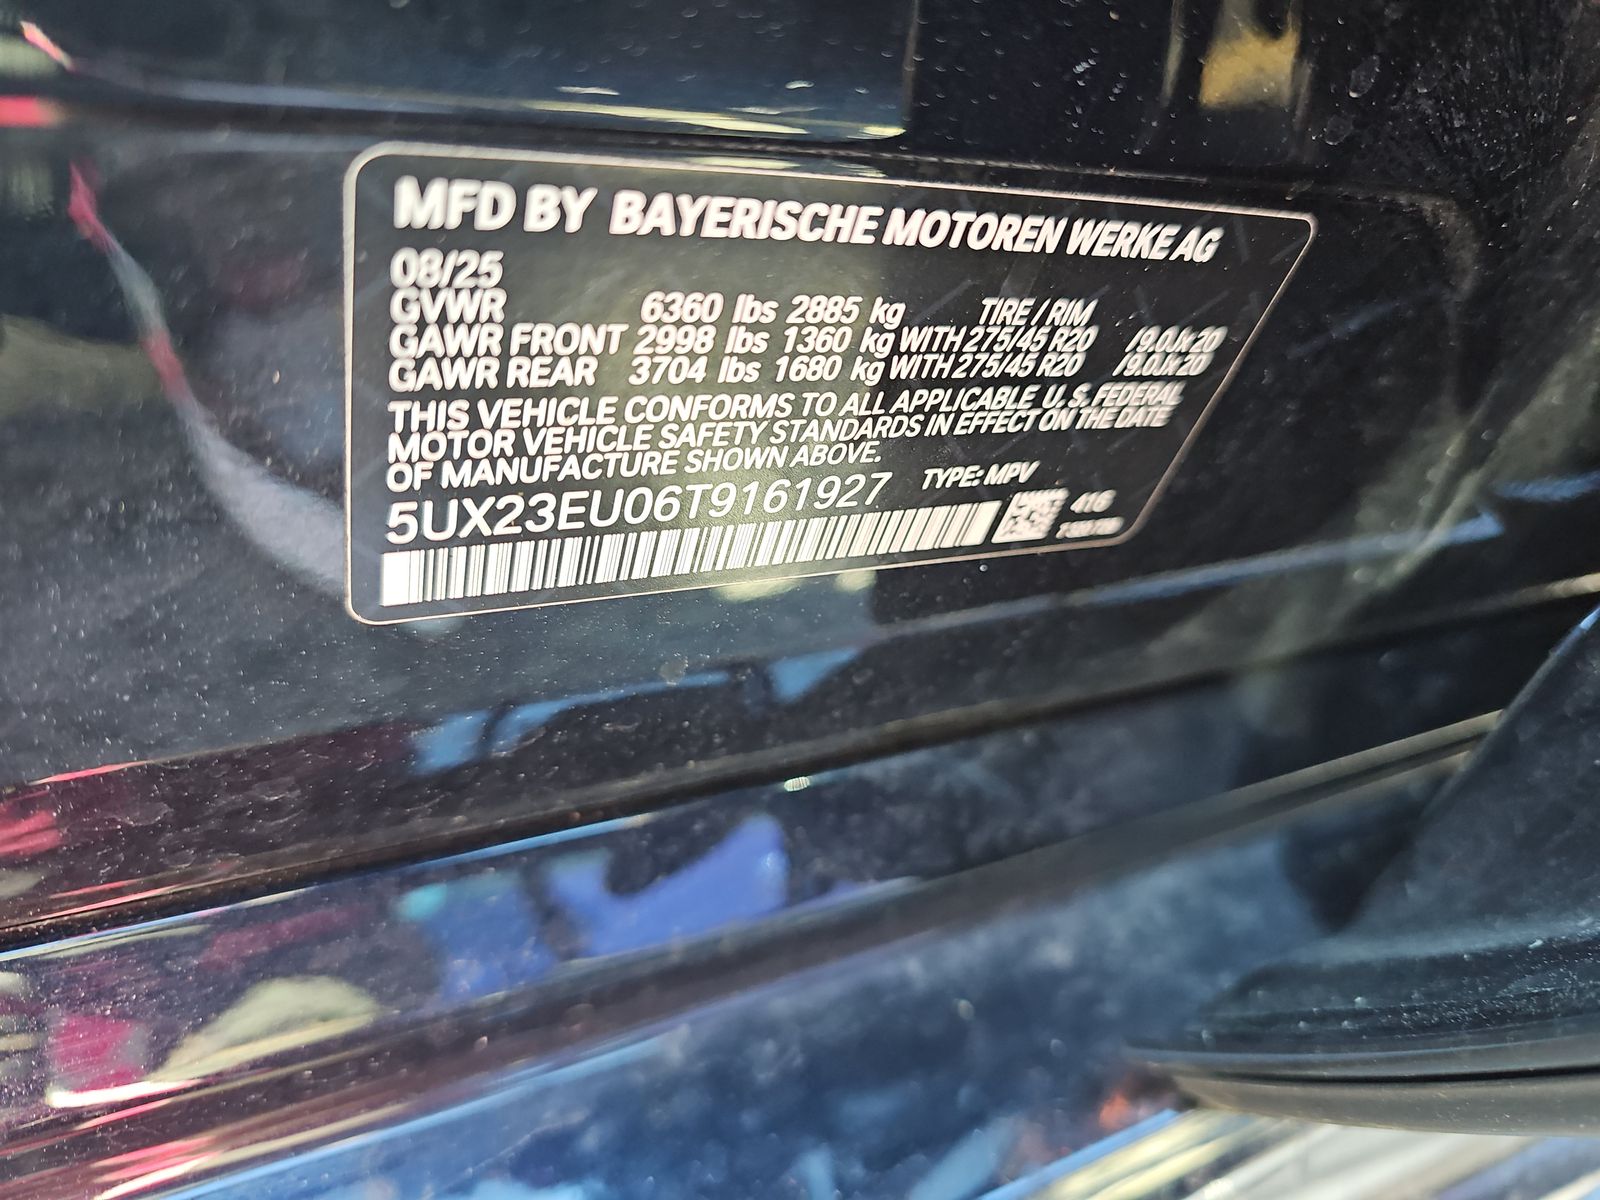 MFD BY BAYERISCHE MOTOREN WERKE AG
08/25
GVWR 6360 lbs 2885 kg TIRE / RIM
GAWR FRONT 2998 lbs 1360 kg WITH 275/45 R20 /9.0Jx20
GAWR REAR 3704 lbs 1680 kg WITH 275/45 R20 /9.0Jx20
THIS VEHICLE CONFORMS TO ALL APPLICABLE U.S. FEDERAL
MOTOR VEHICLE SAFETY STANDARDS IN EFFECT ON THE DATE
OF MANUFACTURE SHOWN ABOVE.
5UX23EU06T9161927 TYPE: MPV
416